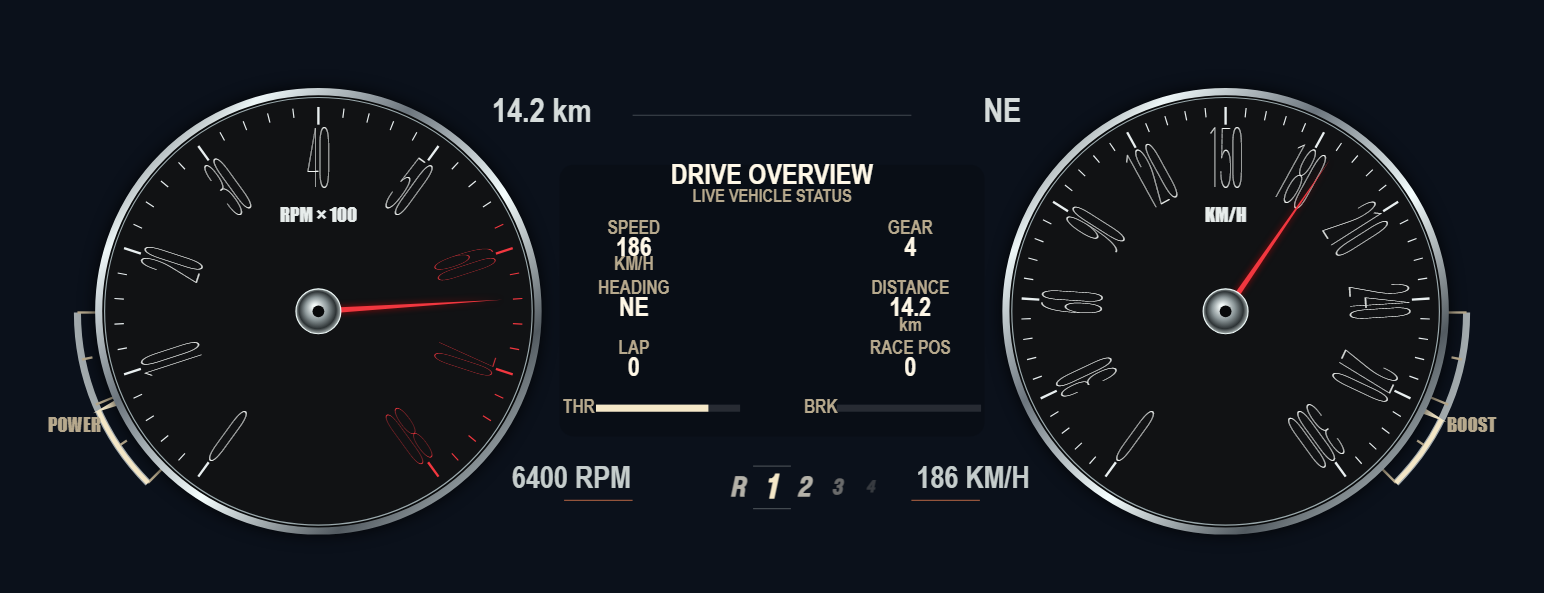 14.2 km
NE
DRIVE OVERVIEW
LIVE VEHICLE STATUS
SPEED
186
KM/H
GEAR
4
HEADING
NE
DISTANCE
14.2
km
LAP
0
RACE POS
0
THR
BRK
6400 RPM
R 1 2 3 4
186 KM/H
RPM × 100
0
10
20
30
40
50
60
70
80
POWER
KM/H
0
30
60
90
120
150
180
210
240
270
300
BOOST